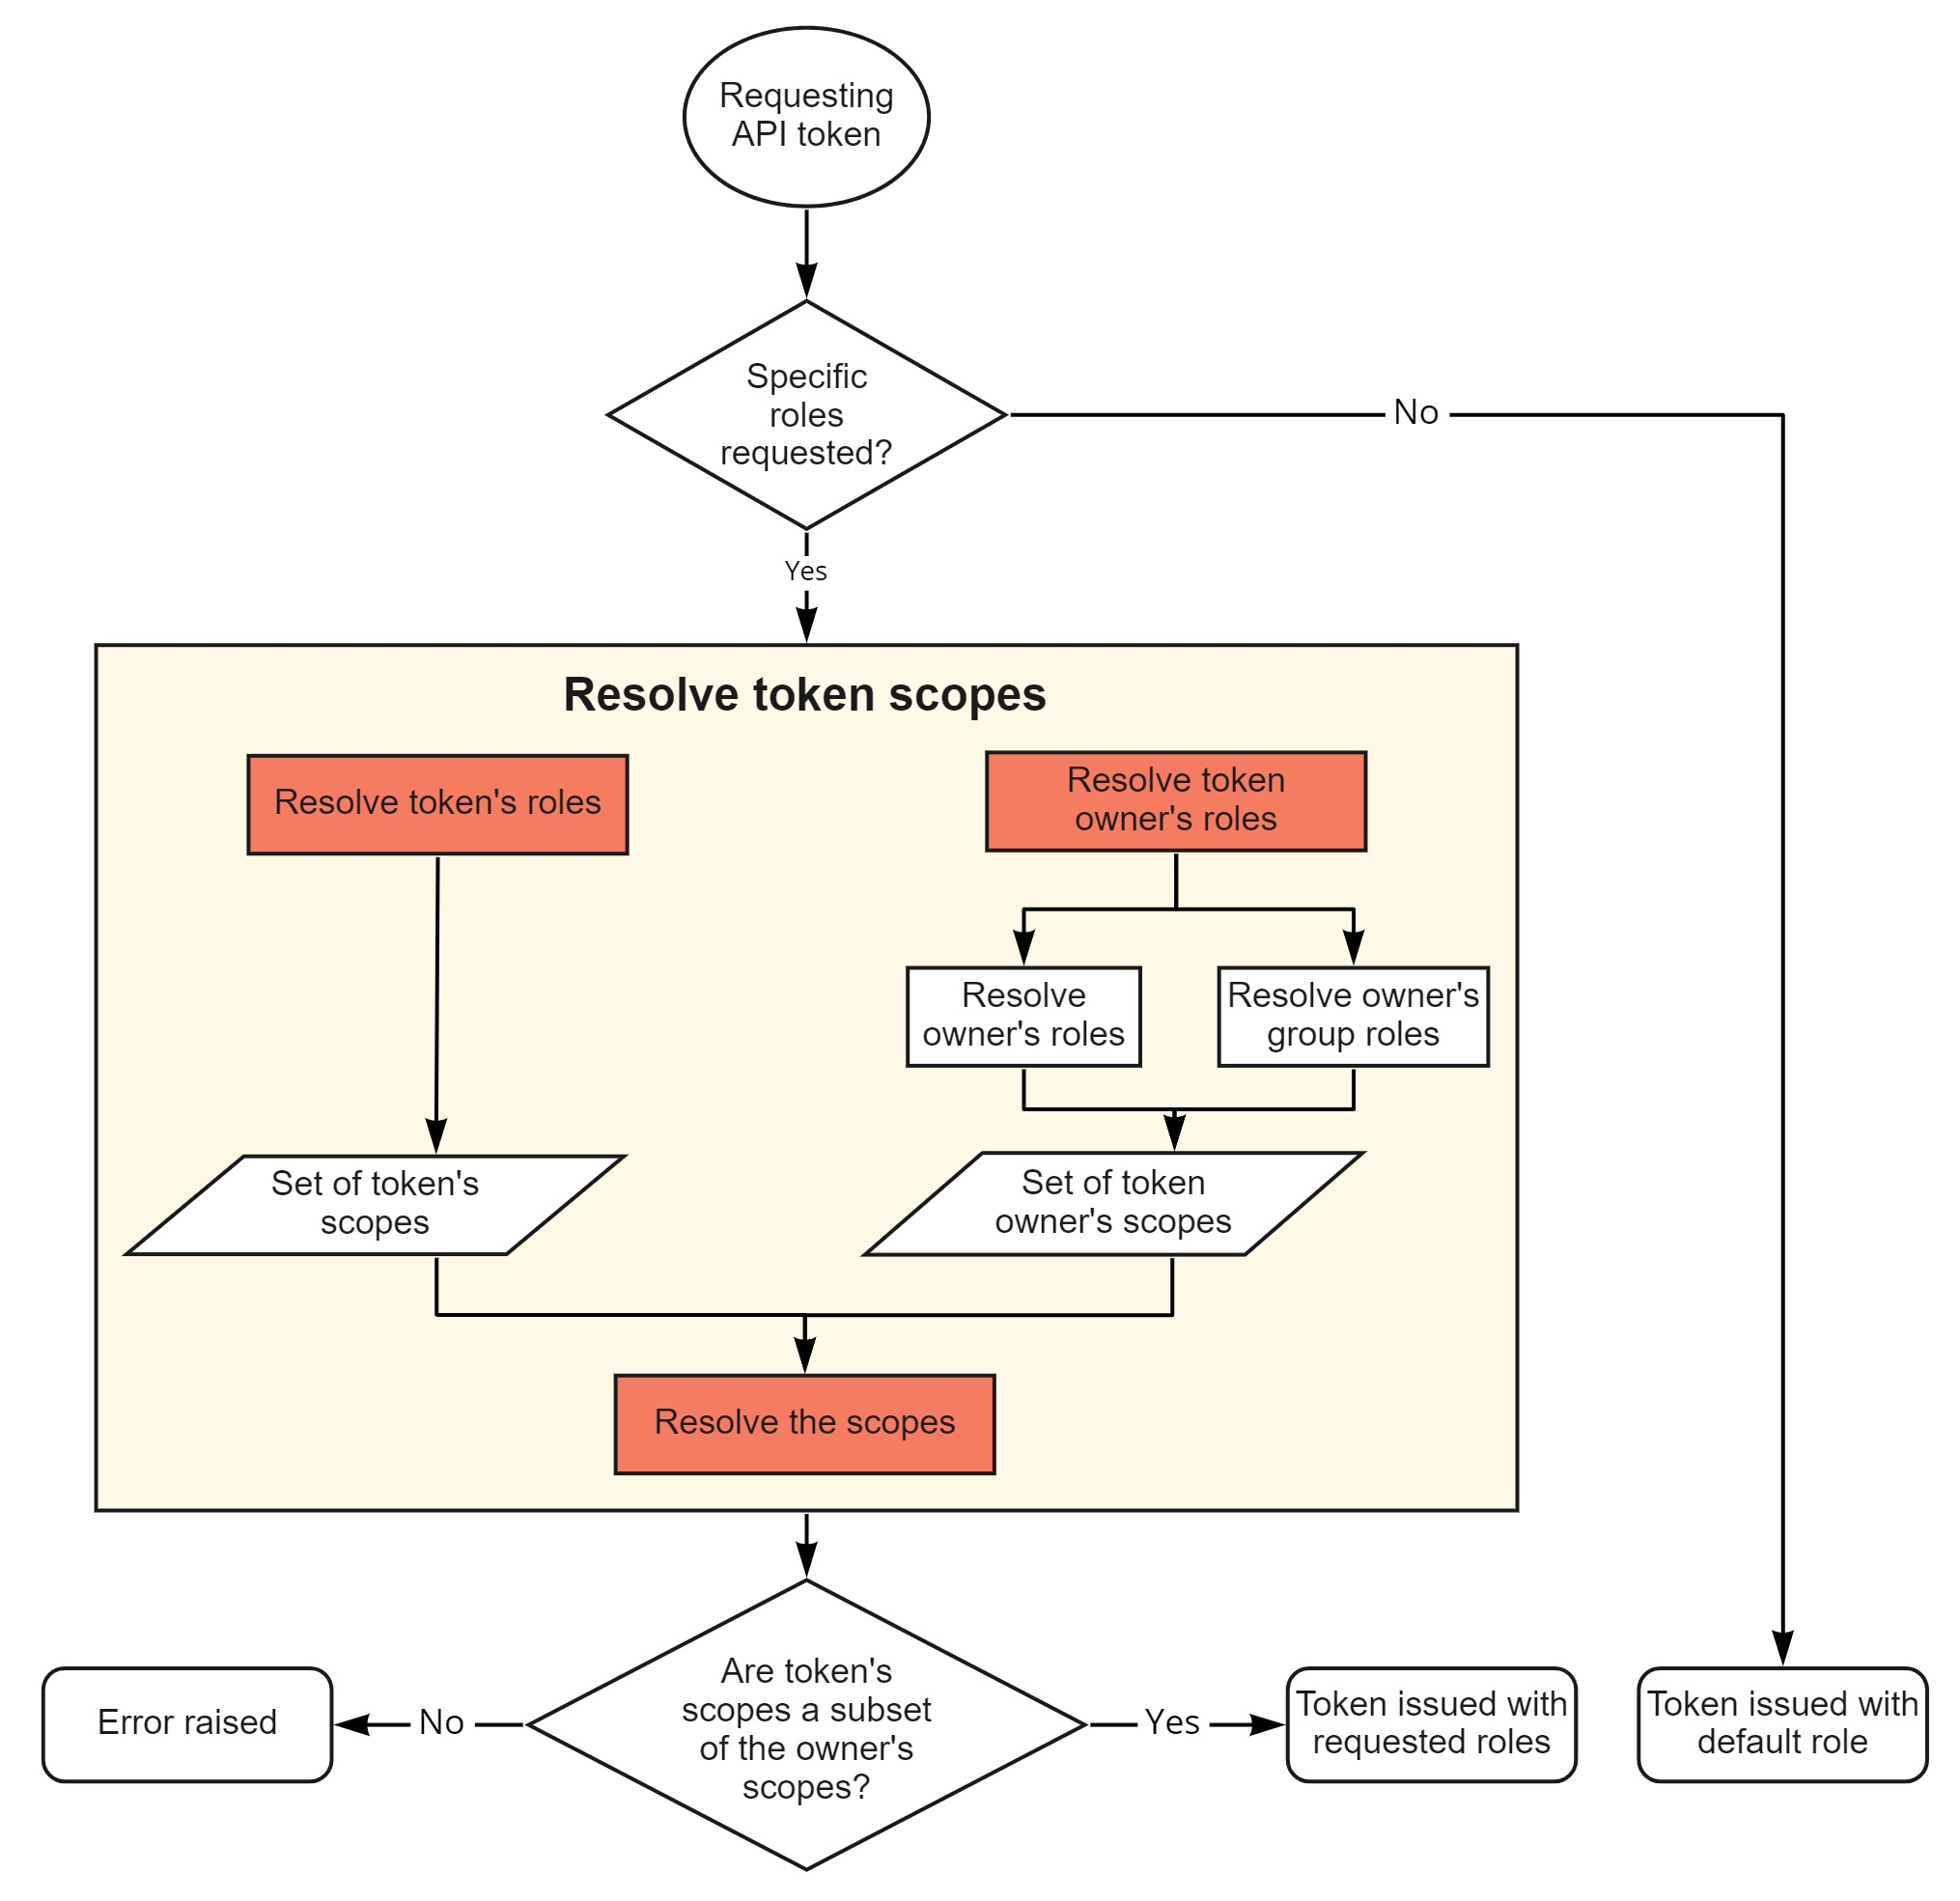 Requesting
API token
Specific
roles
requested?
No
Yes
Resolve token scopes
Resolve token's roles
Resolve token
owner's roles
Resolve
owner's roles
Resolve owner's
group roles
Set of token's
scopes
Set of token
owner's scopes
Resolve the scopes
Are token's
scopes a subset
of the owner's
scopes?
No
Error raised
Yes
Token issued with
requested roles
Token issued with
default role